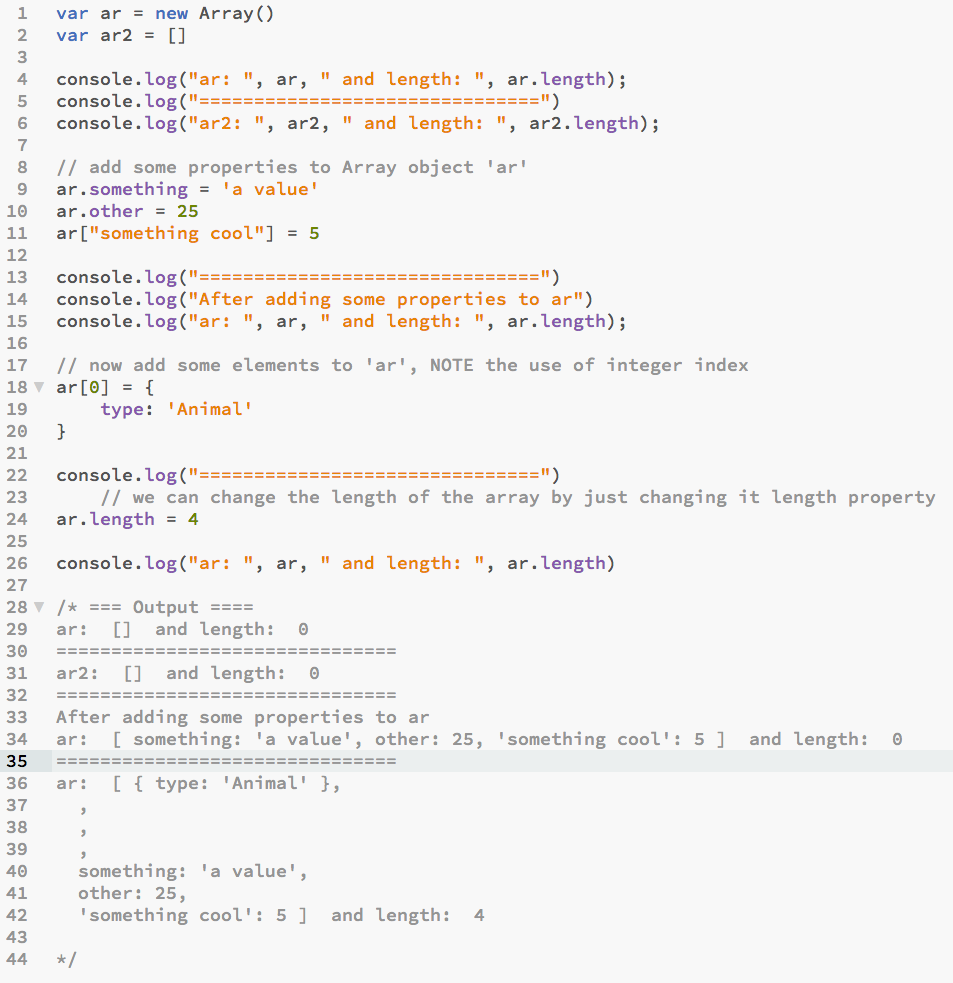 1 var ar = new Array()
2 var ar2 = []
3
4 console.log("ar: ", ar, " and length: ", ar.length);
5 console.log("===============================")
6 console.log("ar2: ", ar2, " and length: ", ar2.length);
7
8 // add some properties to Array object 'ar'
9 ar.something = 'a value'
10 ar.other = 25
11 ar["something cool"] = 5
12
13 console.log("===============================")
14 console.log("After adding some properties to ar")
15 console.log("ar: ", ar, " and length: ", ar.length);
16
17 // now add some elements to 'ar', NOTE the use of integer index
18 ar[0] = {
19     type: 'Animal'
20 }
21
22 console.log("===============================")
23     // we can change the length of the array by just changing it length property
24 ar.length = 4
25
26 console.log("ar: ", ar, " and length: ", ar.length)
27
28 /* === Output ====
29 ar:  []  and length:  0
30 ===============================
31 ar2:  []  and length:  0
32 ===============================
33 After adding some properties to ar
34 ar:  [ something: 'a value', other: 25, 'something cool': 5 ]  and length:  0
35 ===============================
36 ar:  [ { type: 'Animal' },
37   ,
38   ,
39   ,
40   something: 'a value',
41   other: 25,
42   'something cool': 5 ]  and length:  4
43
44 */